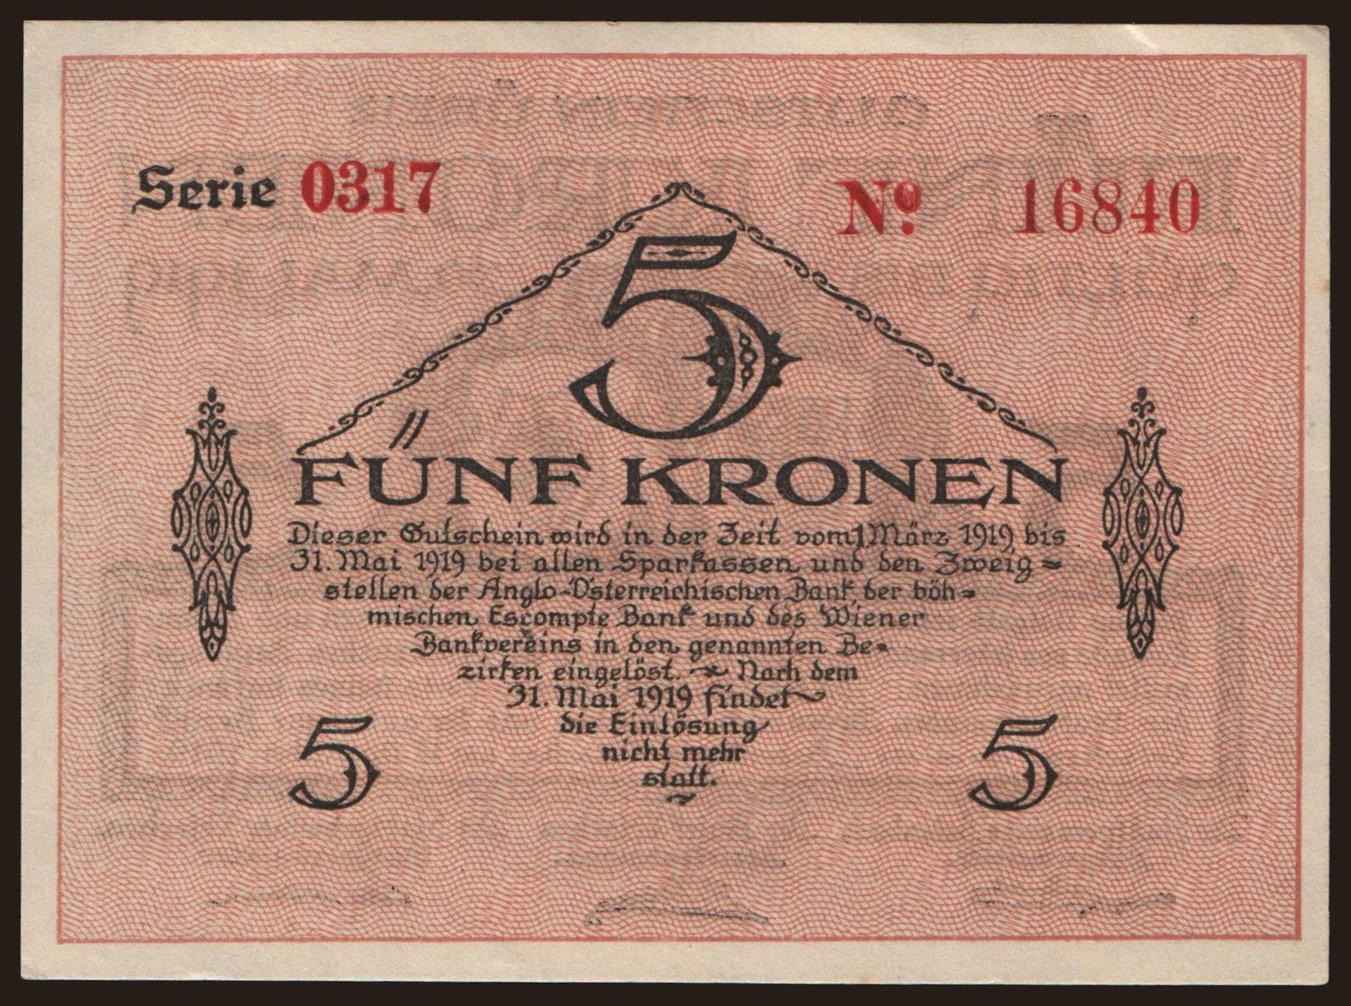 Serie 0317
No. 16840
5
FÜNF KRONEN
Dieser Gutschein wird in der Zeit vom 1 März 1919 bis
31. Mai 1919 bei allen Sparkassen und den Zweig=
stellen der Anglo-Österreichischen Bank der böh=
mischen Escompte Bank und des Wiener
Bankvereins in den genannten Be=
zirken eingelöst. Nach dem
31. Mai 1919 findet
die Einlösung
nicht mehr
statt.
5 5